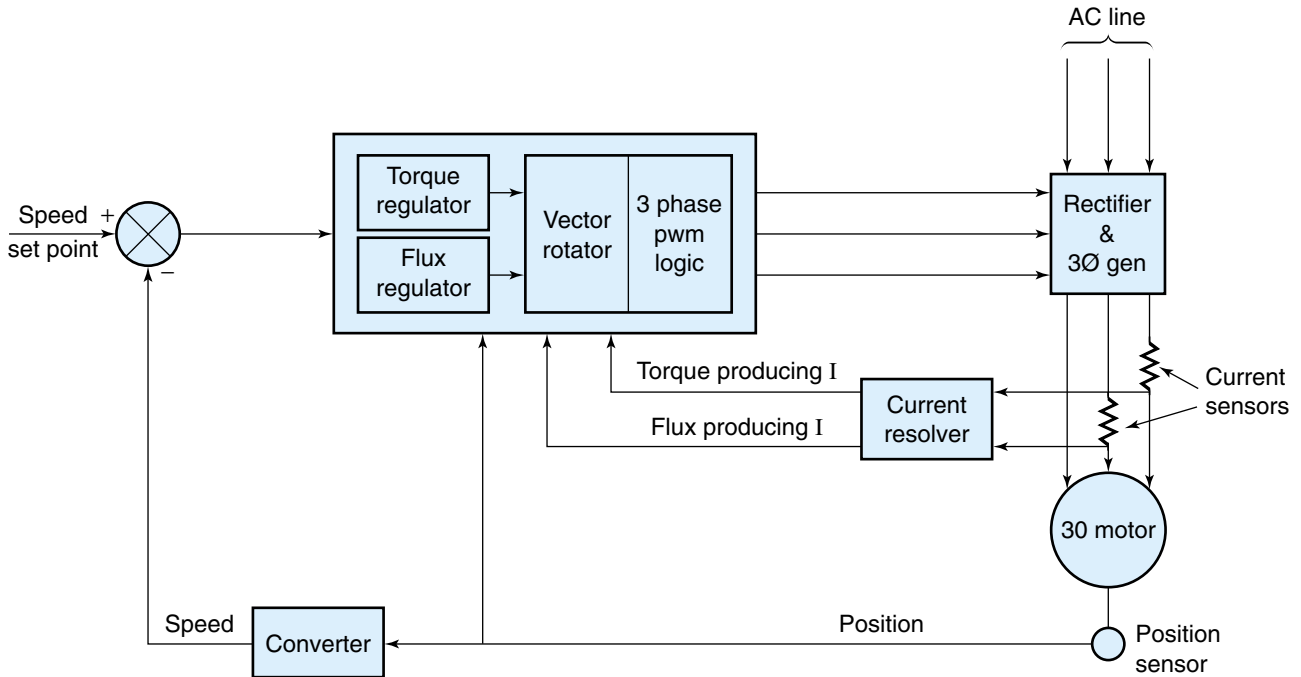 AC line
Torque
regulator
Flux
regulator
Vector
rotator
3 phase
pwm
logic
Rectifier
&
3Ø gen
Speed +
set point
–
Torque producing I
Flux producing I
Current
resolver
Current
sensors
30 motor
Speed
Converter
Position
Position
sensor